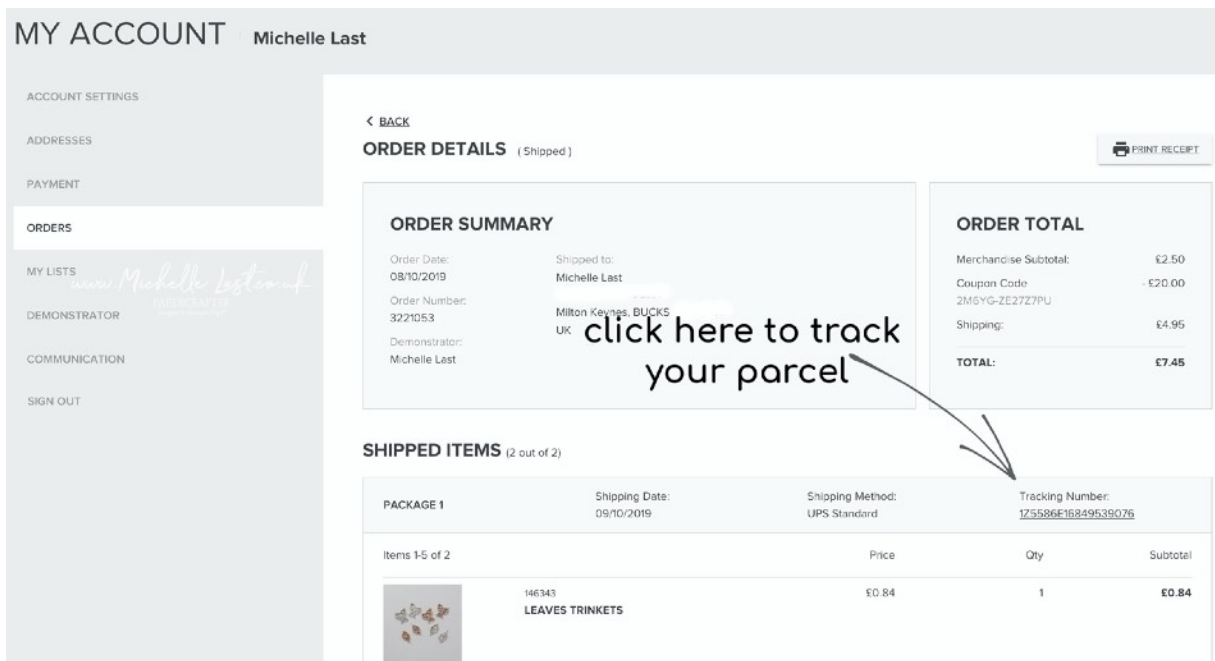 MY ACCOUNT Michelle Last
ACCOUNT SETTINGS
ADDRESSES
PAYMENT
ORDERS
MY LISTS
DEMONSTRATOR
COMMUNICATION
SIGN OUT
www.MichelleLast.co.uk
PAPERCRAFTER
< BACK
ORDER DETAILS (Shipped)
PRINT RECEIPT
ORDER SUMMARY
Order Date:
08/10/2019
Order Number:
3221053
Demonstrator:
Michelle Last
Shipped to:
Michelle Last
Milton Keynes, BUCKS
UK
click here to track
your parcel
ORDER TOTAL
Merchandise Subtotal: £2.50
Coupon Code - £20.00
2M6YG-ZE27Z7PU
Shipping: £4.95
TOTAL: £7.45
SHIPPED ITEMS (2 out of 2)
PACKAGE 1
Shipping Date:
09/10/2019
Shipping Method:
UPS Standard
Tracking Number:
1Z5586E16849539076
Items 1-5 of 2 Price Qty Subtotal
146343
LEAVES TRINKETS £0.84 1 £0.84